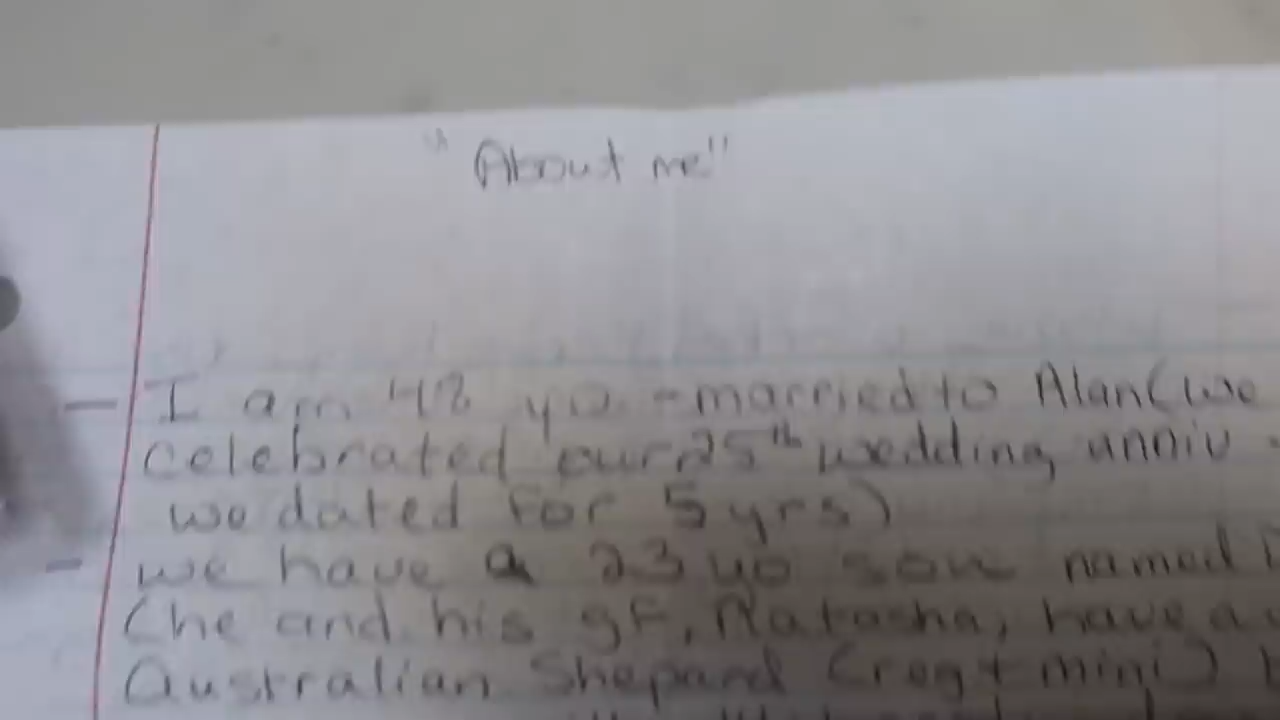 "About me"
- I am 48 yo - married to Alan (we
celebrated our 25th wedding anniv -
we dated for 5 yrs)
- we have a 23 yo son named
(he and his gf, Natasha, have a
Australian Shepard (reg + mini)